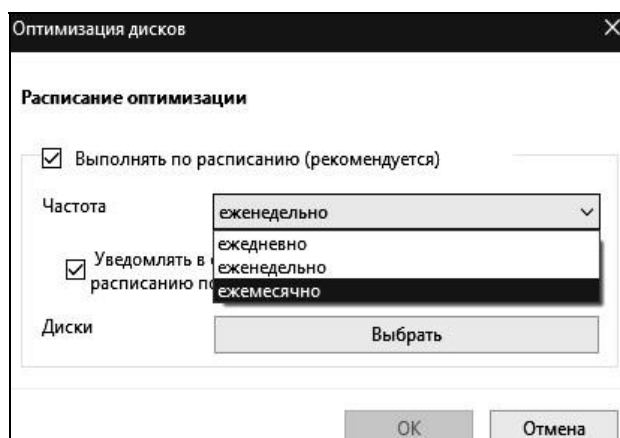 Оптимизация дисков
Расписание оптимизации
Выполнять по расписанию (рекомендуется)
Частота
еженедельно
ежедневно
еженедельно
ежемесячно
Уведомлять в
расписанию
Диски
Выбрать
OK
Отмена